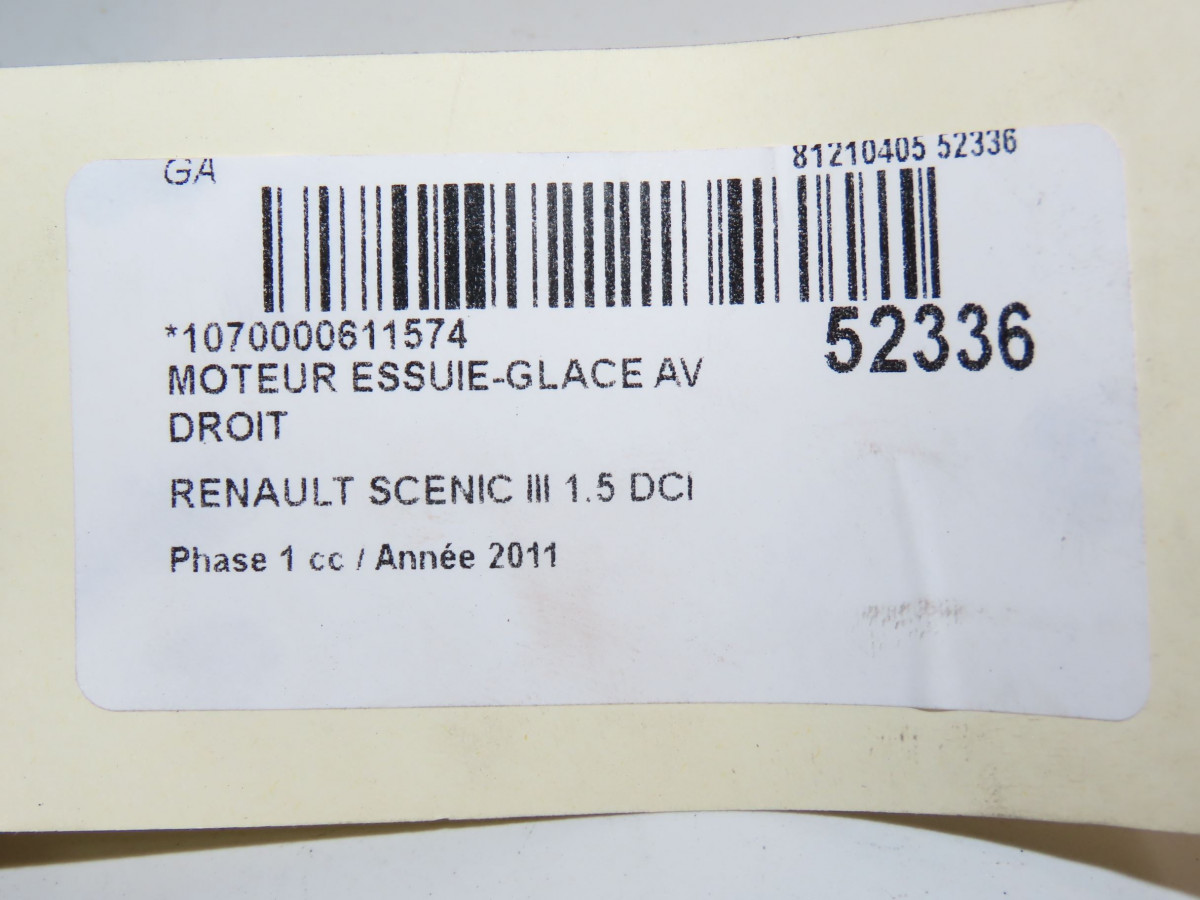 GA
81210405 52336
*1070000611574
52336
MOTEUR ESSUIE-GLACE AV
DROIT
RENAULT SCENIC III 1.5 DCI
Phase 1 cc / Année 2011